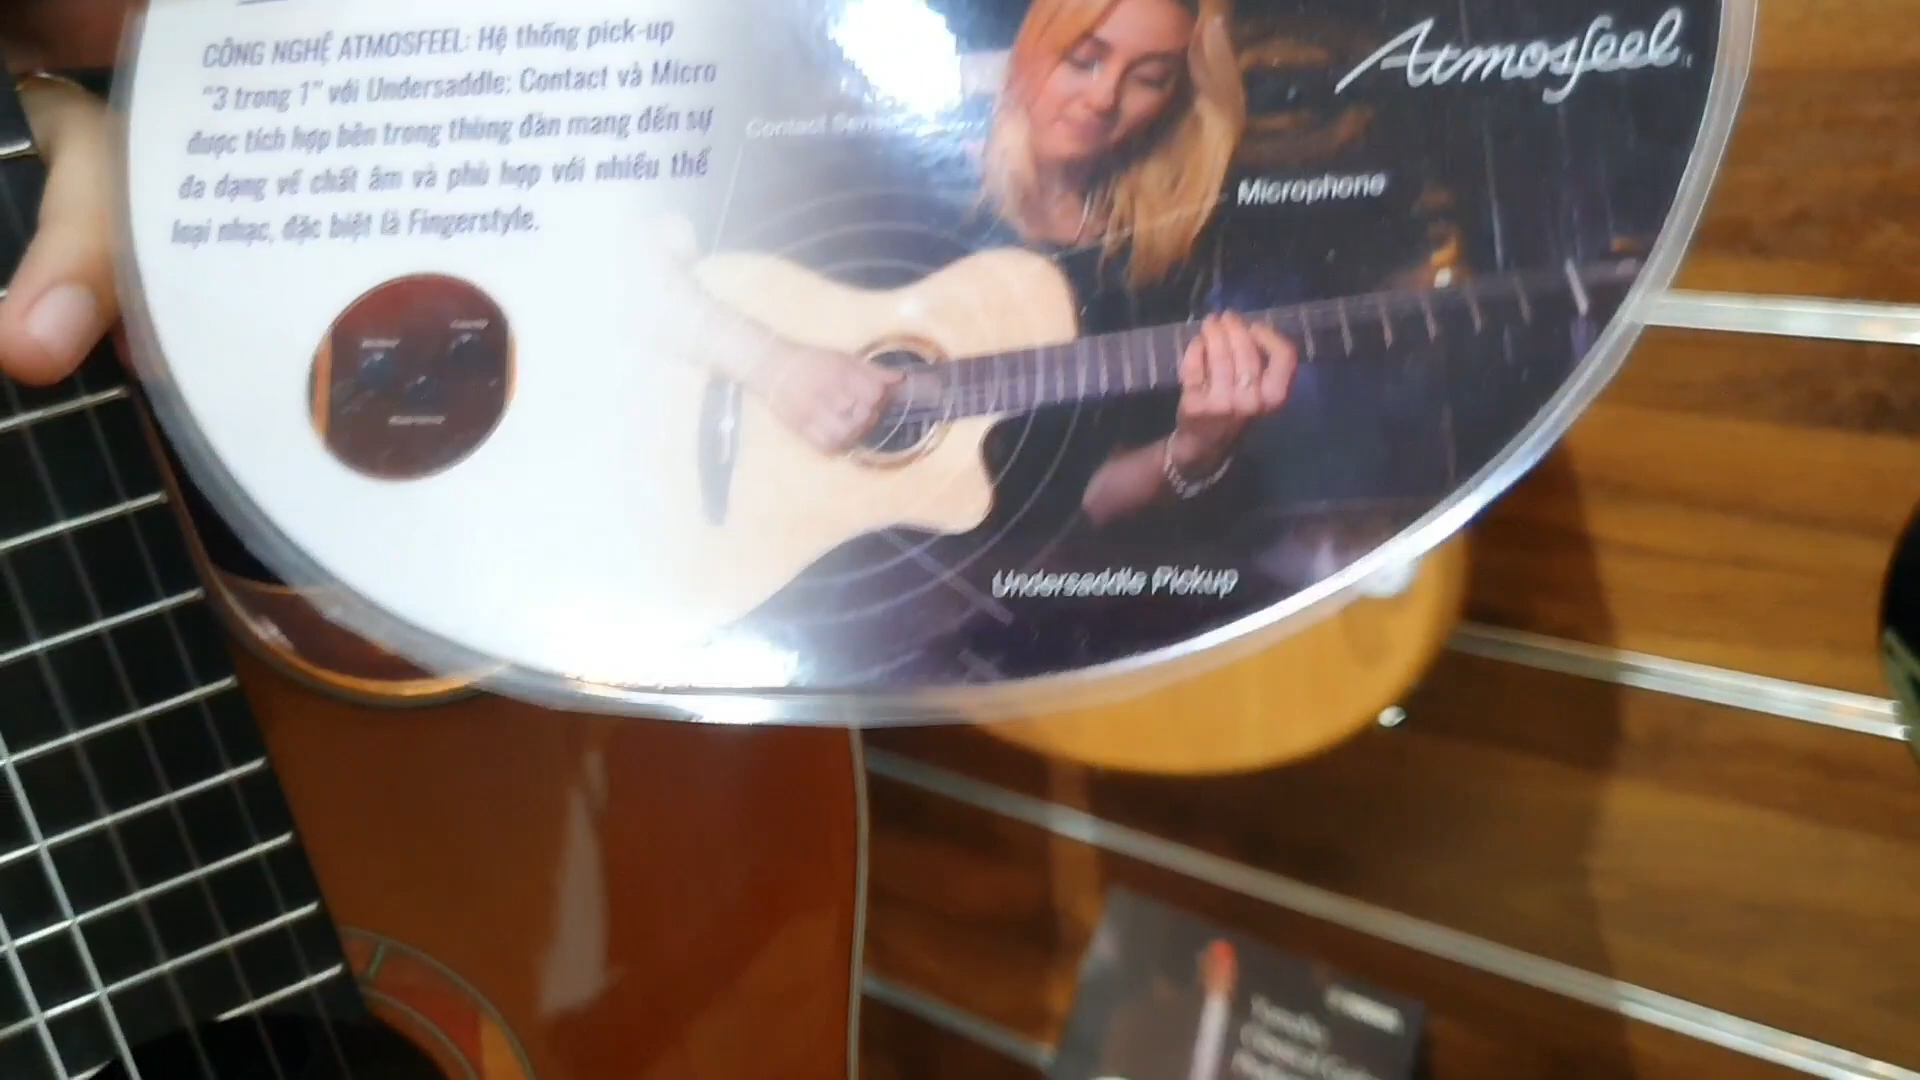 CÔNG NGHỆ ATMOSFEEL: Hệ thống pick-up
"3 trong 1" với Undersaddle; Contact và Micro
được tích hợp bên trong thùng đàn mang đến sự
đa dạng về chất âm và phù hợp với nhiều thể
loại nhạc, đặc biệt là Fingerstyle.
Atmosfeel
Contact
Microphone
Undersaddle Pickup